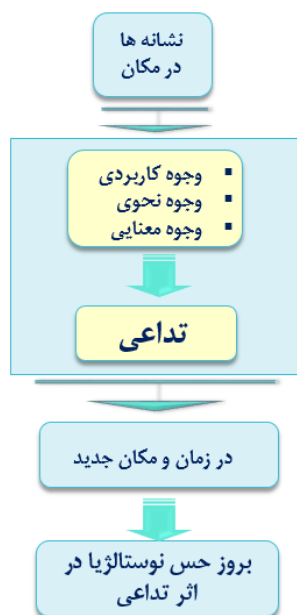 نشانه ها
در مکان
▪ وجوه کاربردی
▪ وجوه نحوی
▪ وجوه معنایی
تداعی
در زمان و مکان جدید
بروز حس نوستالژیا در
اثر تداعی